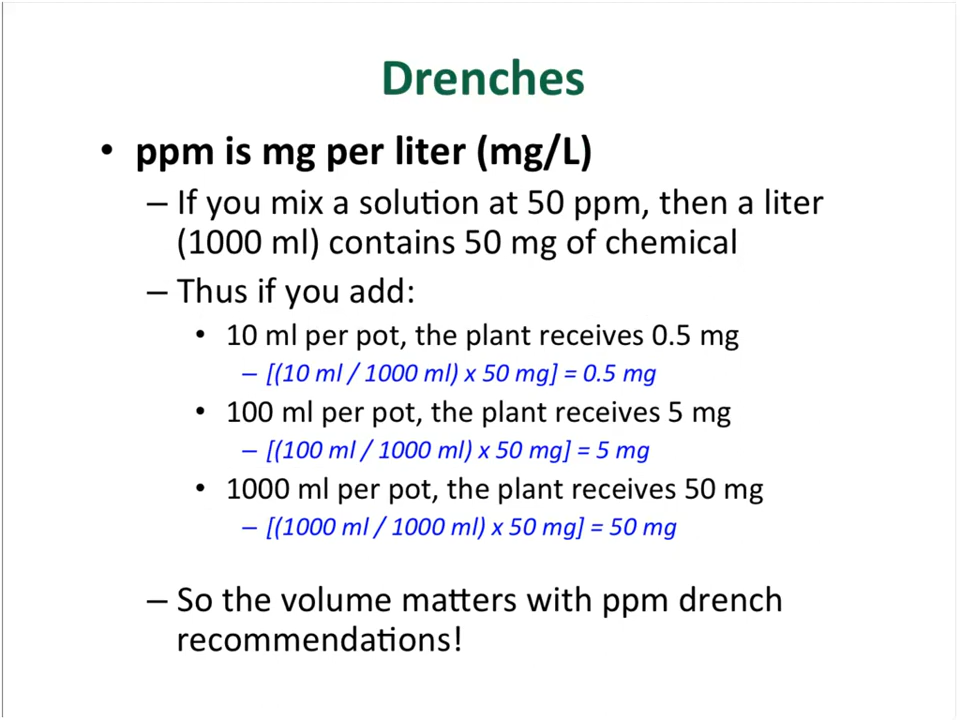 Drenches
• ppm is mg per liter (mg/L)
– If you mix a solution at 50 ppm, then a liter
(1000 ml) contains 50 mg of chemical
– Thus if you add:
• 10 ml per pot, the plant receives 0.5 mg
– [(10 ml / 1000 ml) x 50 mg] = 0.5 mg
• 100 ml per pot, the plant receives 5 mg
– [(100 ml / 1000 ml) x 50 mg] = 5 mg
• 1000 ml per pot, the plant receives 50 mg
– [(1000 ml / 1000 ml) x 50 mg] = 50 mg
– So the volume matters with ppm drench
recommendations!